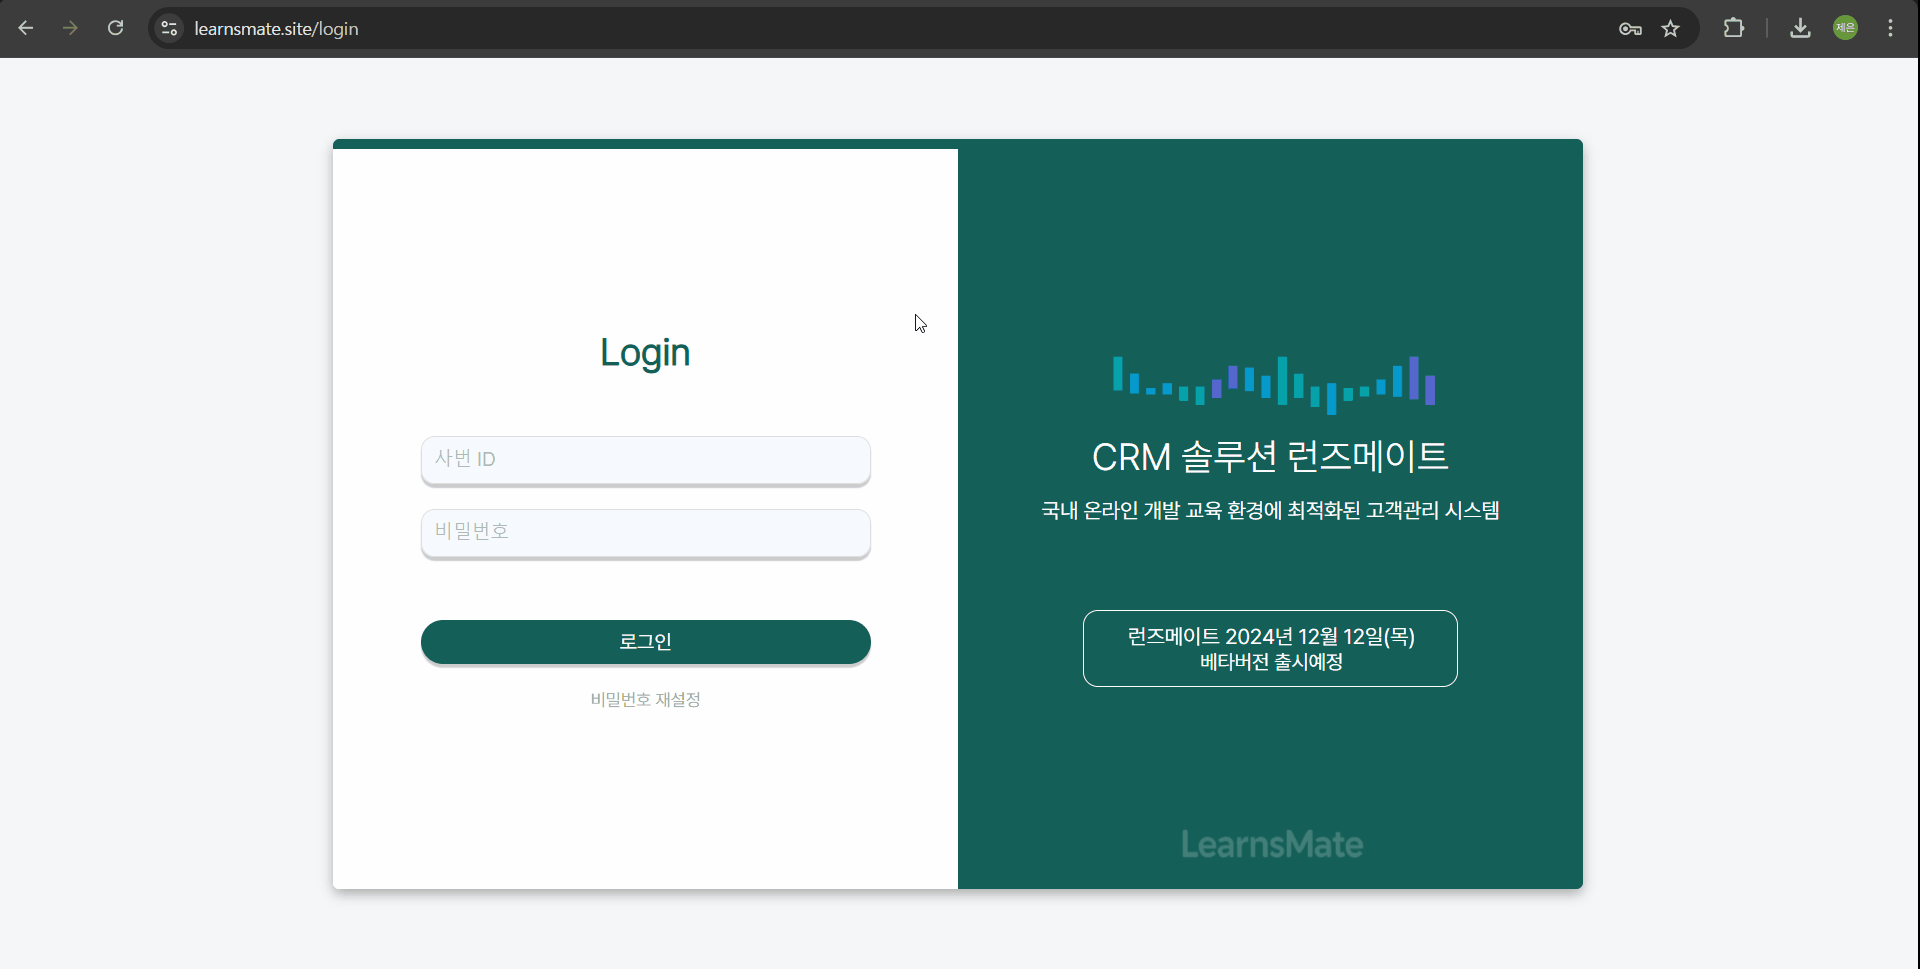 learnsmate.site/login
제은
Login
사번 ID
비밀번호
로그인
비밀번호 재설정
CRM 솔루션 런즈메이트
국내 온라인 개발 교육 환경에 최적화된 고객관리 시스템
런즈메이트 2024년 12월 12일(목)
베타버전 출시예정
LearnsMate